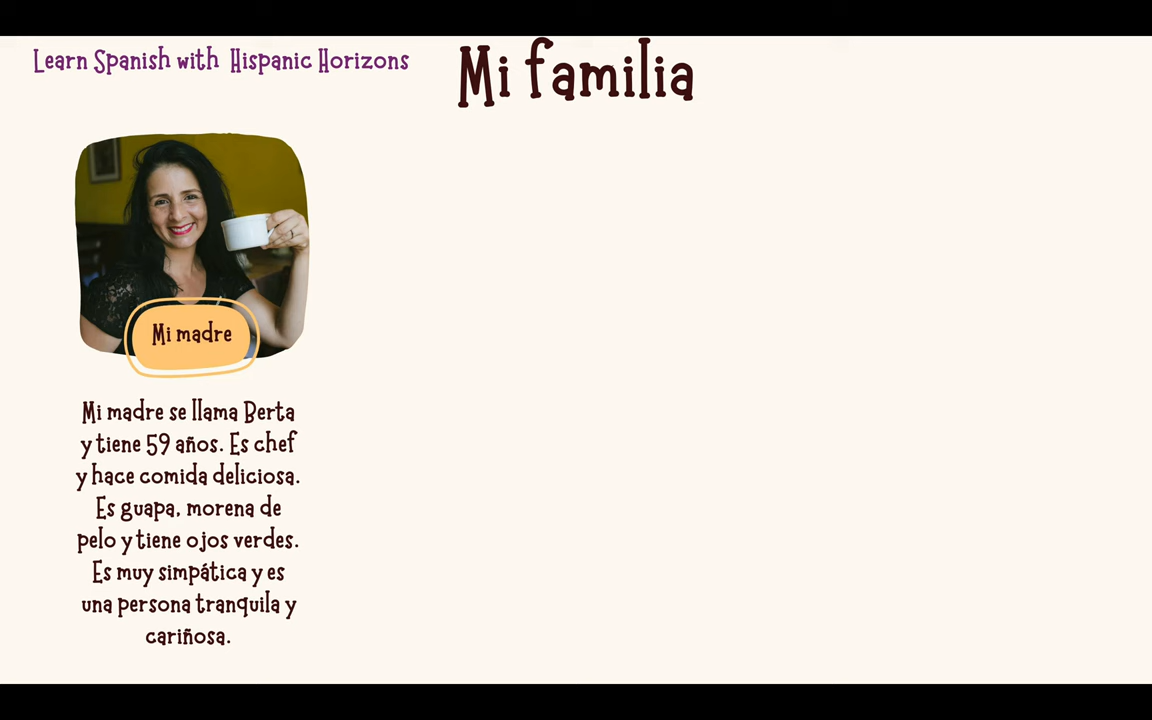 Learn Spanish with Hispanic Horizons
Mi familia
Mi madre
Mi madre se llama Berta
y tiene 59 años. Es chef
y hace comida deliciosa.
Es guapa, morena de
pelo y tiene ojos verdes.
Es muy simpática y es
una persona tranquila y
cariñosa.